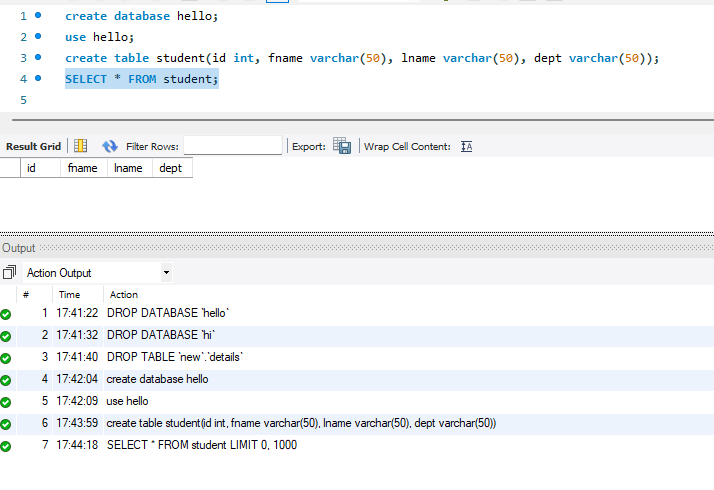 1 create database hello;
2 use hello;
3 create table student(id int, fname varchar(50), lname varchar(50), dept varchar(50));
4 SELECT * FROM student;
5
Result Grid Filter Rows: Export: Wrap Cell Content: IA
id fname lname dept
Output
Action Output
# Time Action
1 17:41:22 DROP DATABASE `hello`
2 17:41:32 DROP DATABASE `hi`
3 17:41:40 DROP TABLE `new`.`details`
4 17:42:04 create database hello
5 17:42:09 use hello
6 17:43:59 create table student(id int, fname varchar(50), lname varchar(50), dept varchar(50))
7 17:44:18 SELECT * FROM student LIMIT 0, 1000